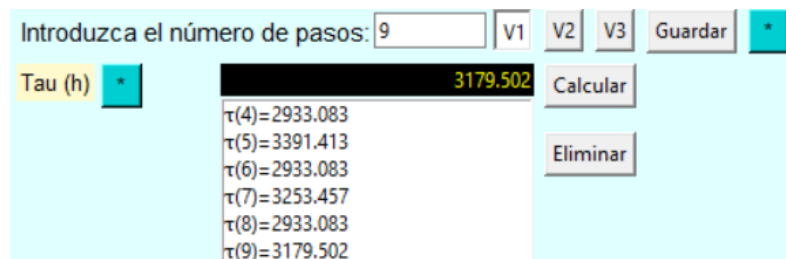 Introduzca el número de pasos: 9 V1 V2 V3 Guardar *
Tau (h) * 3179.502 Calcular
τ(4)=2933.083
τ(5)=3391.413
Eliminar
τ(6)=2933.083
τ(7)=3253.457
τ(8)=2933.083
τ(9)=3179.502